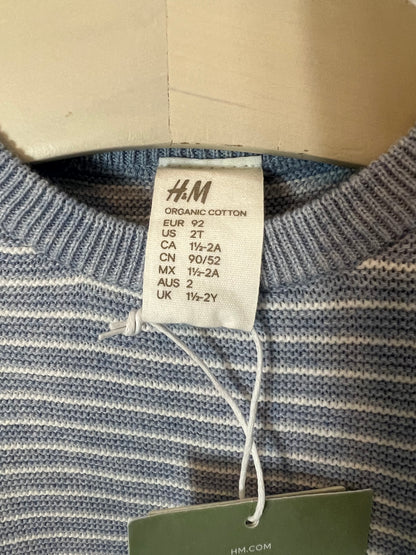 H&M
ORGANIC COTTON
EUR 92
US 2T
CA 1½-2A
CN 90/52
MX 1½-2A
AUS 2
UK 1½-2Y
HM.COM